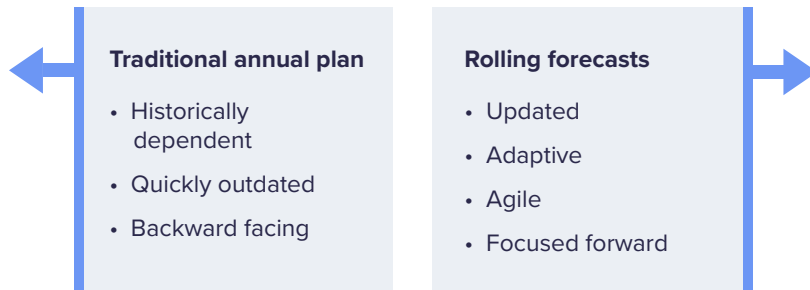 Traditional annual plan
• Historically
dependent
• Quickly outdated
• Backward facing
Rolling forecasts
• Updated
• Adaptive
• Agile
• Focused forward